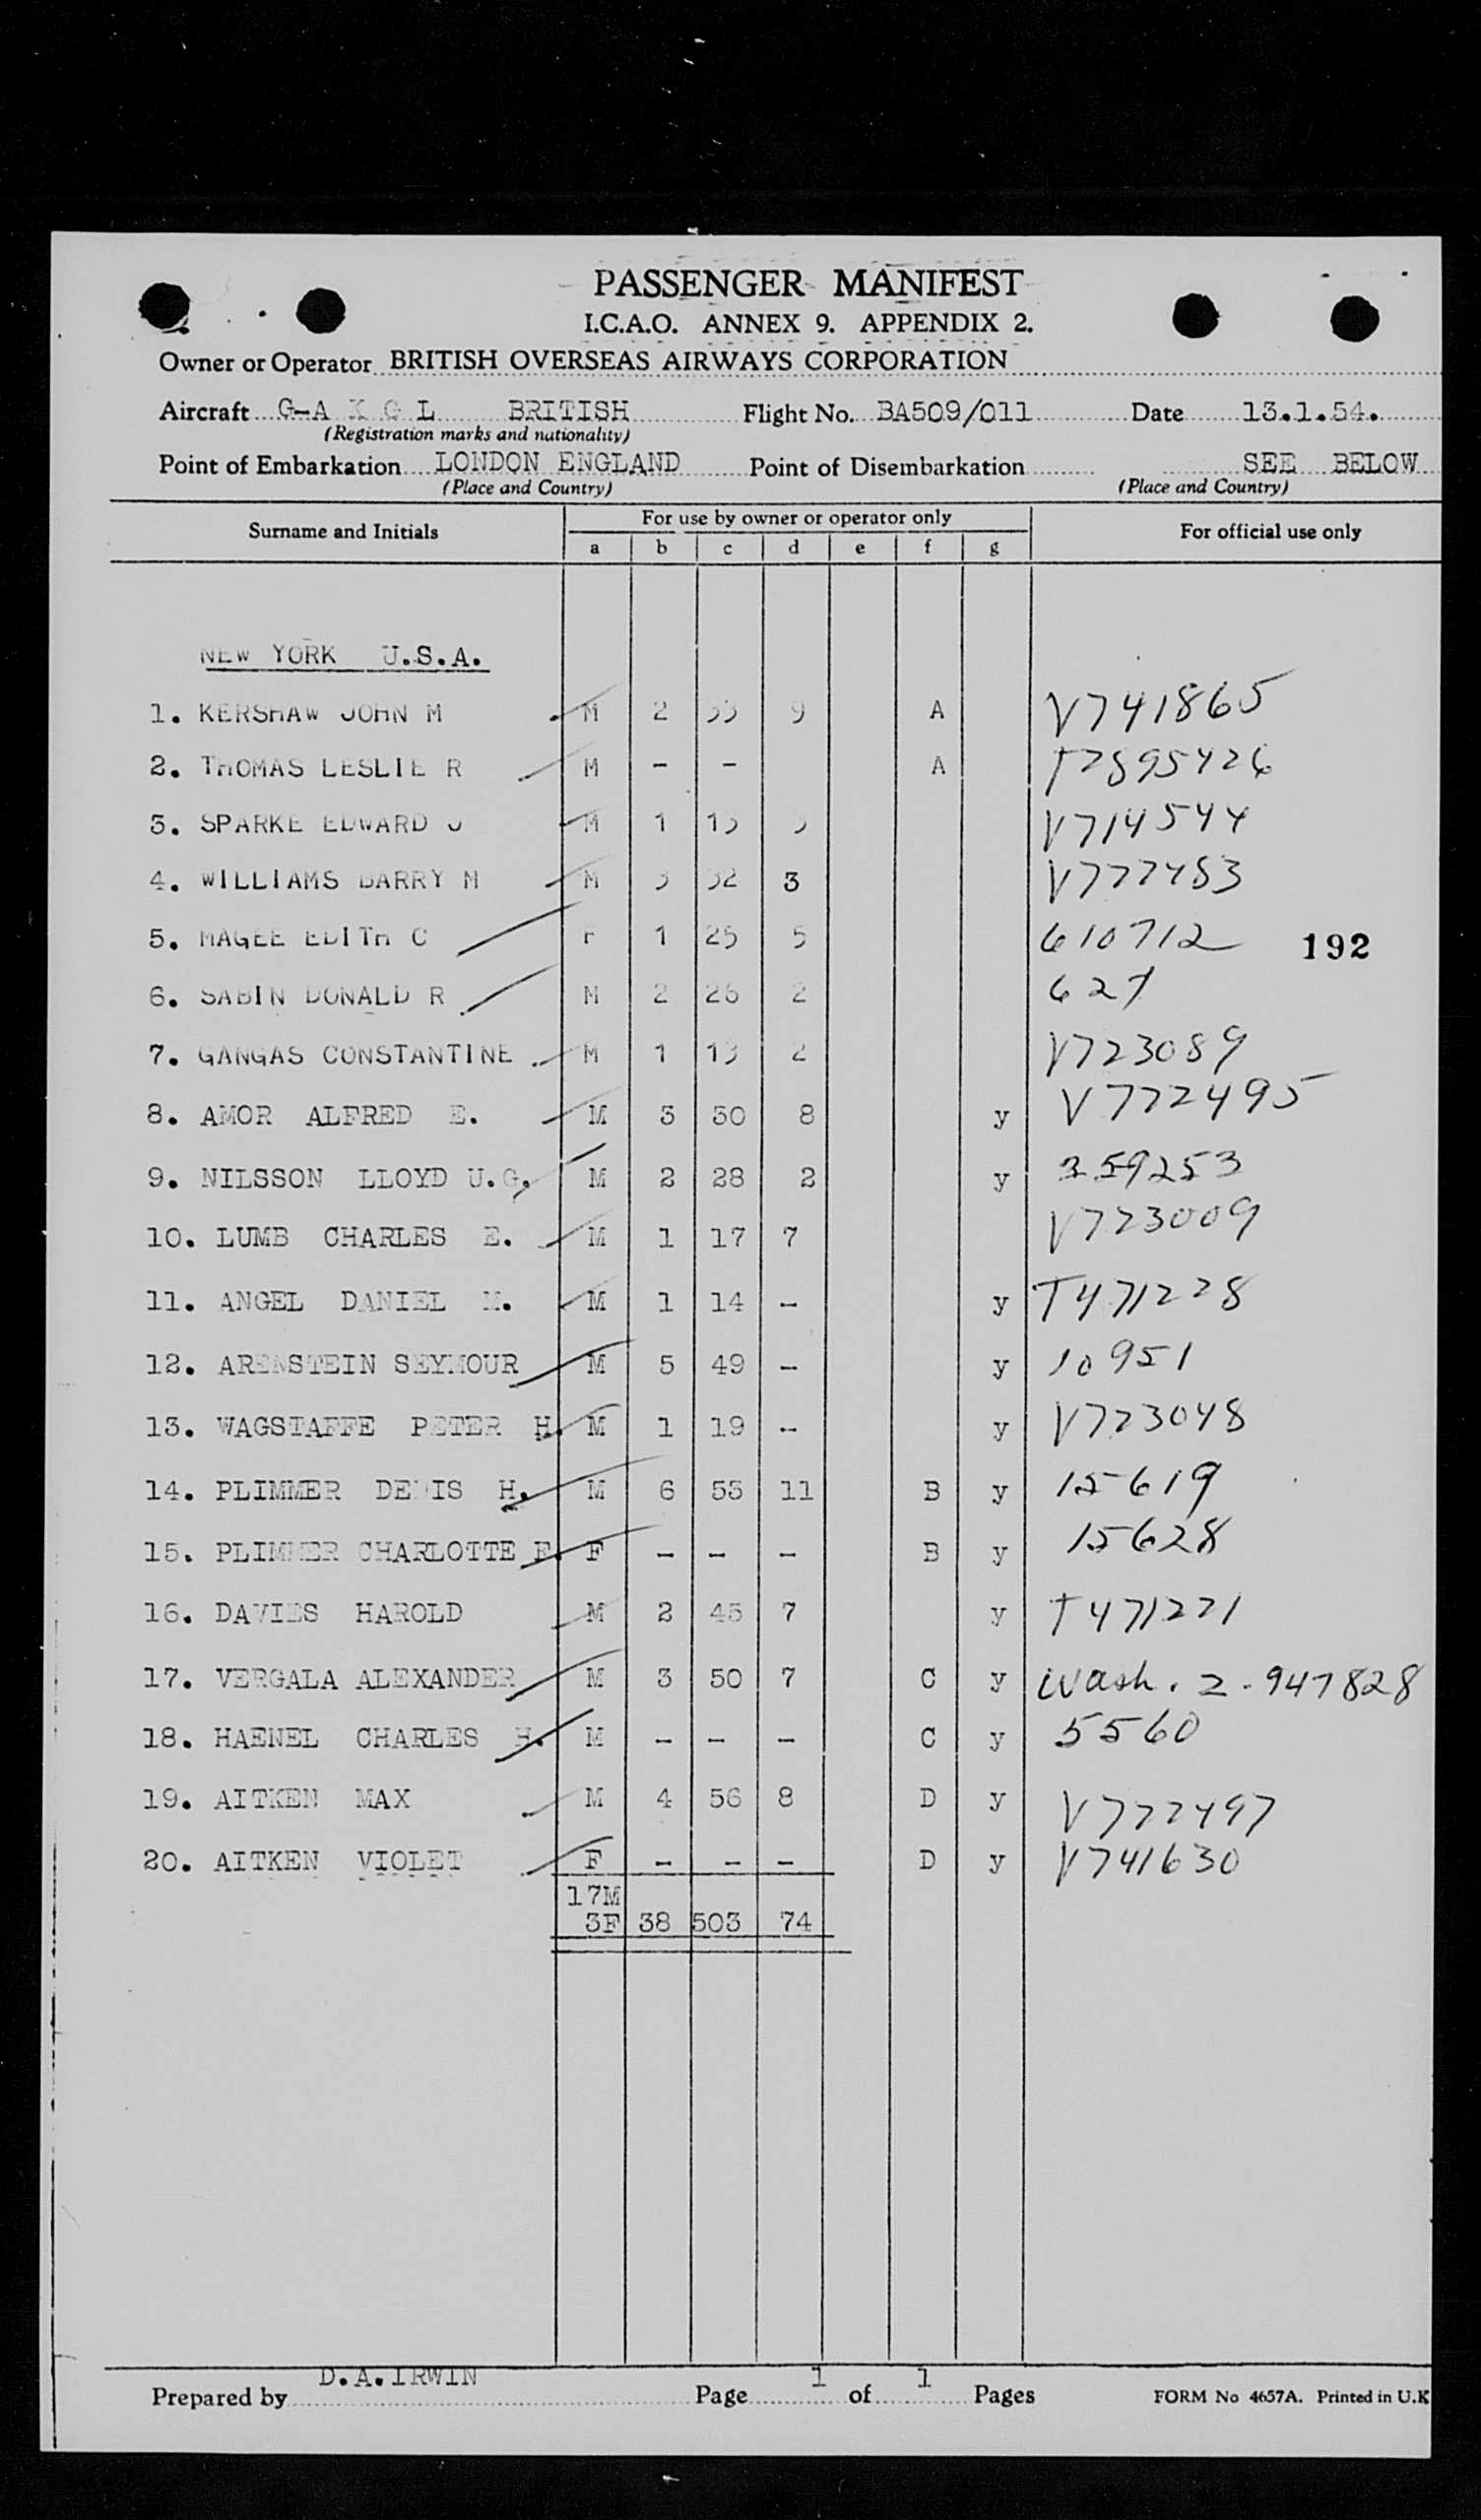 PASSENGER MANIFEST
I.C.A.O. ANNEX 9. APPENDIX 2.
Owner or Operator BRITISH OVERSEAS AIRWAYS CORPORATION
Aircraft G-A K G L BRITISH Flight No. BA509/011 Date 13.1.54.
(Registration marks and nationality)
Point of Embarkation LONDON ENGLAND Point of Disembarkation SEE BELOW
(Place and Country) (Place and Country)
Surname and Initials For use by owner or operator only For official use only
a b c d e f g
NEW YORK U.S.A.
1. KERSHAW JOHN M M 2 33 9 A V741865
2. THOMAS LESLIE R M - - A T2895426
3. SPARKE EDWARD J M 1 13 V714544
4. WILLIAMS BARRY M M 3 32 3 V777483
5. MAGEE EDITH C F 1 25 5 610712 192
6. SABIN DONALD R M 2 26 2 627
7. GANGAS CONSTANTINE M 1 13 2 V723089
8. AMOR ALFRED E. M 3 30 8 y V772495
9. NILSSON LLOYD U.G. M 2 28 2 y 359253
10. LUMB CHARLES E. M 1 17 7 V723009
11. ANGEL DANIEL M. M 1 14 - y T471228
12. ARENSTEIN SEYMOUR M 5 49 - y 10951
13. WAGSTAFFE PETER H. M 1 19 - y V723048
14. PLIMMER DENIS H. M 6 53 11 B y 15619
15. PLIMMER CHARLOTTE F. F - - - B y 15628
16. DAVIES HAROLD M 2 45 7 y T471221
17. VERGALA ALEXANDER M 3 50 7 C y Wash. 2-947828
18. HAENEL CHARLES H. M - - - C y 5560
19. AITKEN MAX M 4 56 8 D y V777497
20. AITKEN VIOLET F - - - D y V741630
17M
3F 38 503 74
D.A.IRWIN
Prepared by Page 1 of 1 Pages FORM No 4657A. Printed in U.K